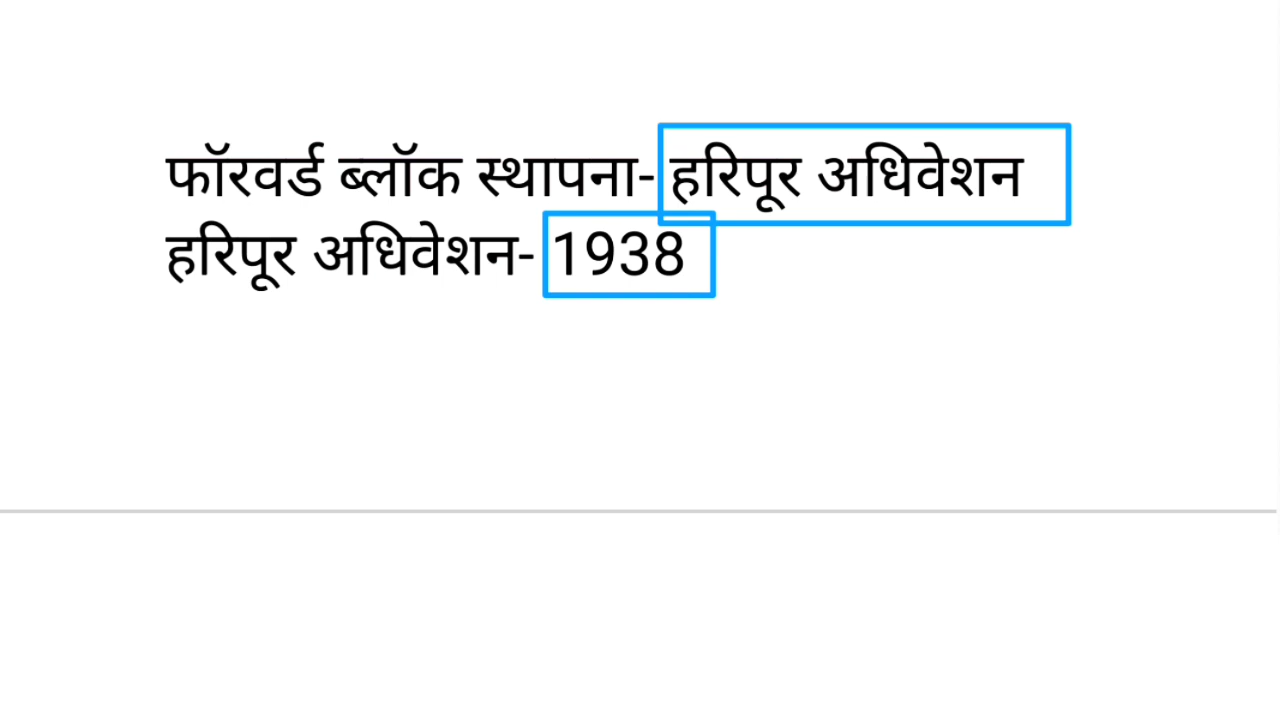 फॉरवर्ड ब्लॉक स्थापना- हरिपूर अधिवेशन
हरिपूर अधिवेशन- 1938